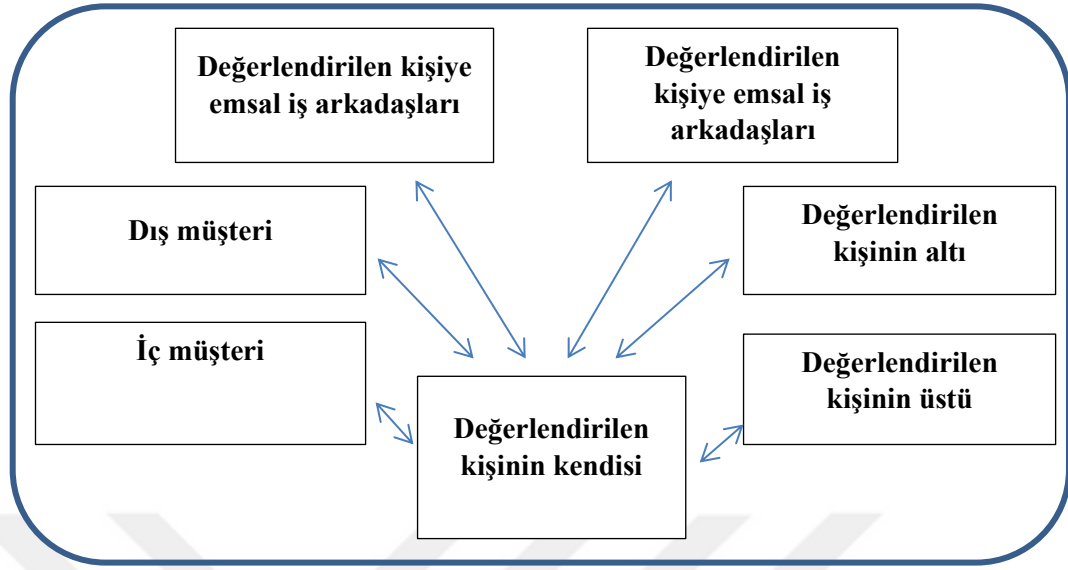 Değerlendirilen kişiye
emsal iş arkadaşları
Değerlendirilen
kişiye emsal iş
arkadaşları
Dış müşteri
Değerlendirilen
kişinin altı
İç müşteri
Değerlendirilen
kişinin üstü
Değerlendirilen
kişinin kendisi